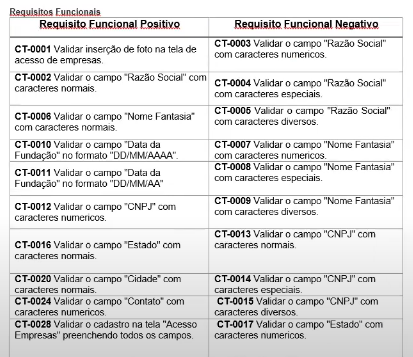 Requisitos Funcionais
Requisito Funcional Positivo
Requisito Funcional Negativo
CT-0001 Validar inserção de foto na tela de
acesso de empresas.
CT-0003 Validar o campo "Razão Social"
com caracteres numericos.
CT-0002 Validar o campo "Razão Social" com
caracteres normais.
CT-0004 Validar o campo "Razão Social"
com caracteres especiais.
CT-0006 Validar o campo "Nome Fantasia"
com caracteres normais.
CT-0005 Validar o campo "Razão Social"
com caracteres diversos.
CT-0010 Validar o campo "Data da
Fundação" no formato "DD/MM/AAAA".
CT-0007 Validar o campo "Nome Fantasia"
com caracteres numericos.
CT-0011 Validar o campo "Data da
Fundação" no formato "DD/MM/AA"
CT-0008 Validar o campo "Nome Fantasia"
com caracteres especiais.
CT-0012 Validar o campo "CNPJ" com
caracteres numericos.
CT-0009 Validar o campo "Nome Fantasia"
com caracteres diversos.
CT-0016 Validar o campo "Estado" com
caracteres normais.
CT-0013 Validar o campo "CNPJ" com
caracteres normais.
CT-0020 Validar o campo "Cidade" com
caracteres normais.
CT-0014 Validar o campo "CNPJ" com
caracteres especiais.
CT-0024 Validar o campo "Contato" com
caracteres numericos.
CT-0015 Validar o campo "CNPJ" com
caracteres diversos.
CT-0028 Validar o cadastro na tela "Acesso
Empresas" preenchendo todos os campos.
CT-0017 Validar o campo "Estado" com
caracteres numericos.